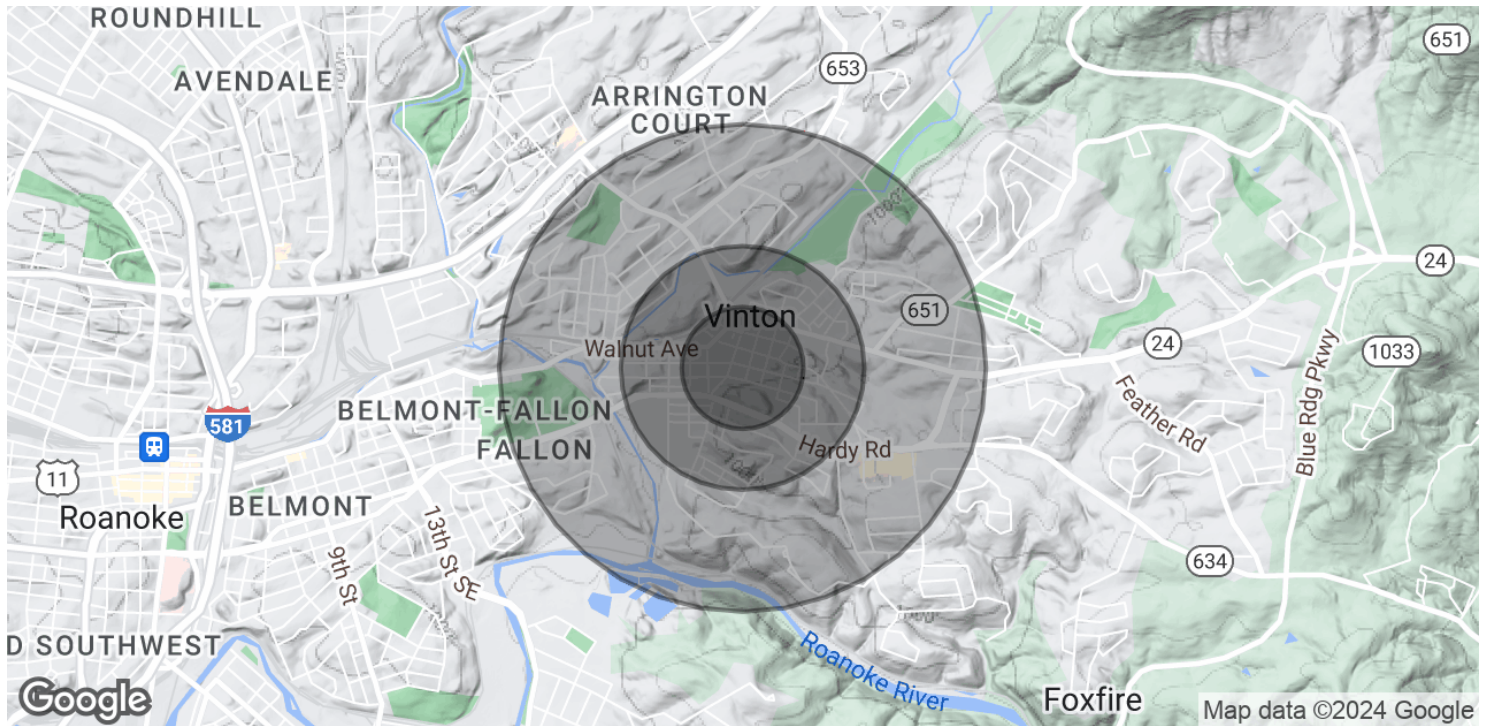 ROUNDHILL
651
653
AVENDALE
ARRINGTON
COURT
1000
24
Vinton
651
Walnut Ave
24
1033
BELMONT-FALLON
FALLON
581
Feather Rd
Blue Rdg Pkwy
Hardy Rd
11
BELMONT
Roanoke
13th St SE
9th St
634
D SOUTHWEST
Roanoke River
Foxfire
Google
Map data ©2024 Google